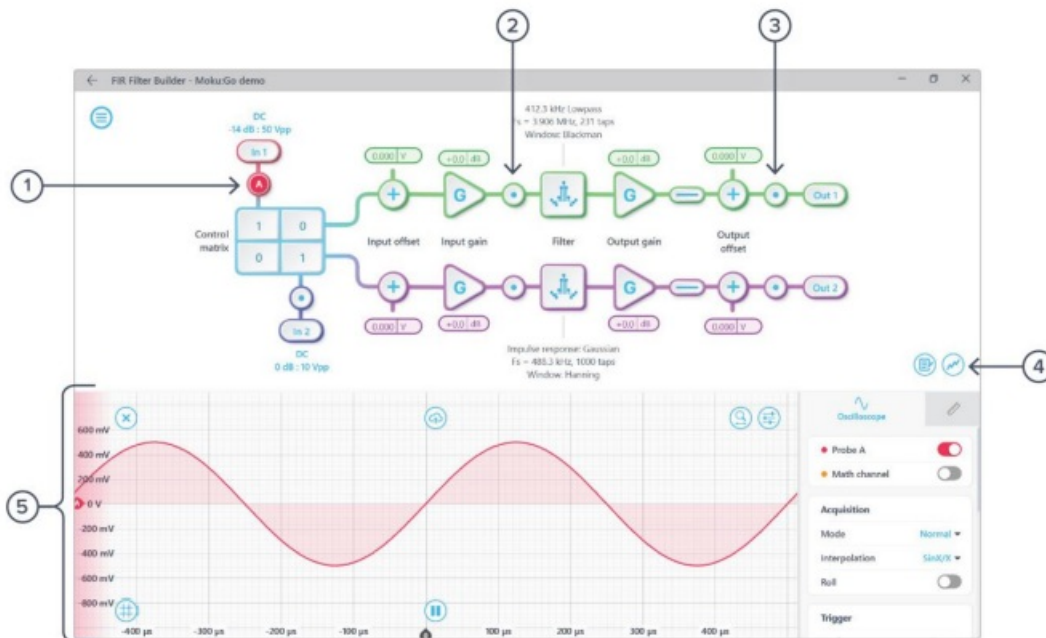 2
3
← FIR Filter Builder - Moku:Go demo
DC
-14 dB : 50 Vpp
412.3 kHz Lowpass
Fs = 3.906 MHz, 231 taps
Window: Blackman
In 1
0.000 V
+0.0 dB
+0.0 dB
0.000 V
1
A
+
G
G
+
Out 1
Control
matrix
1 0
0 1
Input offset
Input gain
Filter
Output gain
Output
offset
+
G
G
+
Out 2
In 2
0.000 V
+0.0 dB
+0.0 dB
0.000 V
DC
0 dB : 10 Vpp
Impulse response: Gaussian
Fs = 488.3 kHz, 1000 taps
Window: Hanning
4
5
600 mV
400 mV
200 mV
0 V
-200 mV
-400 mV
-600 mV
-800 mV
-400 µs
-300 µs
-200 µs
-100 µs
0
100 µs
200 µs
300 µs
400 µs
Oscilloscope
Probe A
Math channel
Acquisition
Mode Normal
Interpolation SinX/X
Roll
Trigger